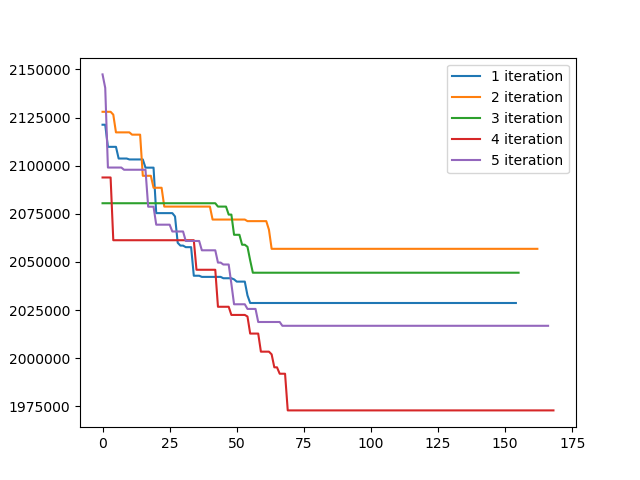 2150000
2125000
2100000
2075000
2050000
2025000
2000000
1975000
0 25 50 75 100 125 150 175
1 iteration
2 iteration
3 iteration
4 iteration
5 iteration